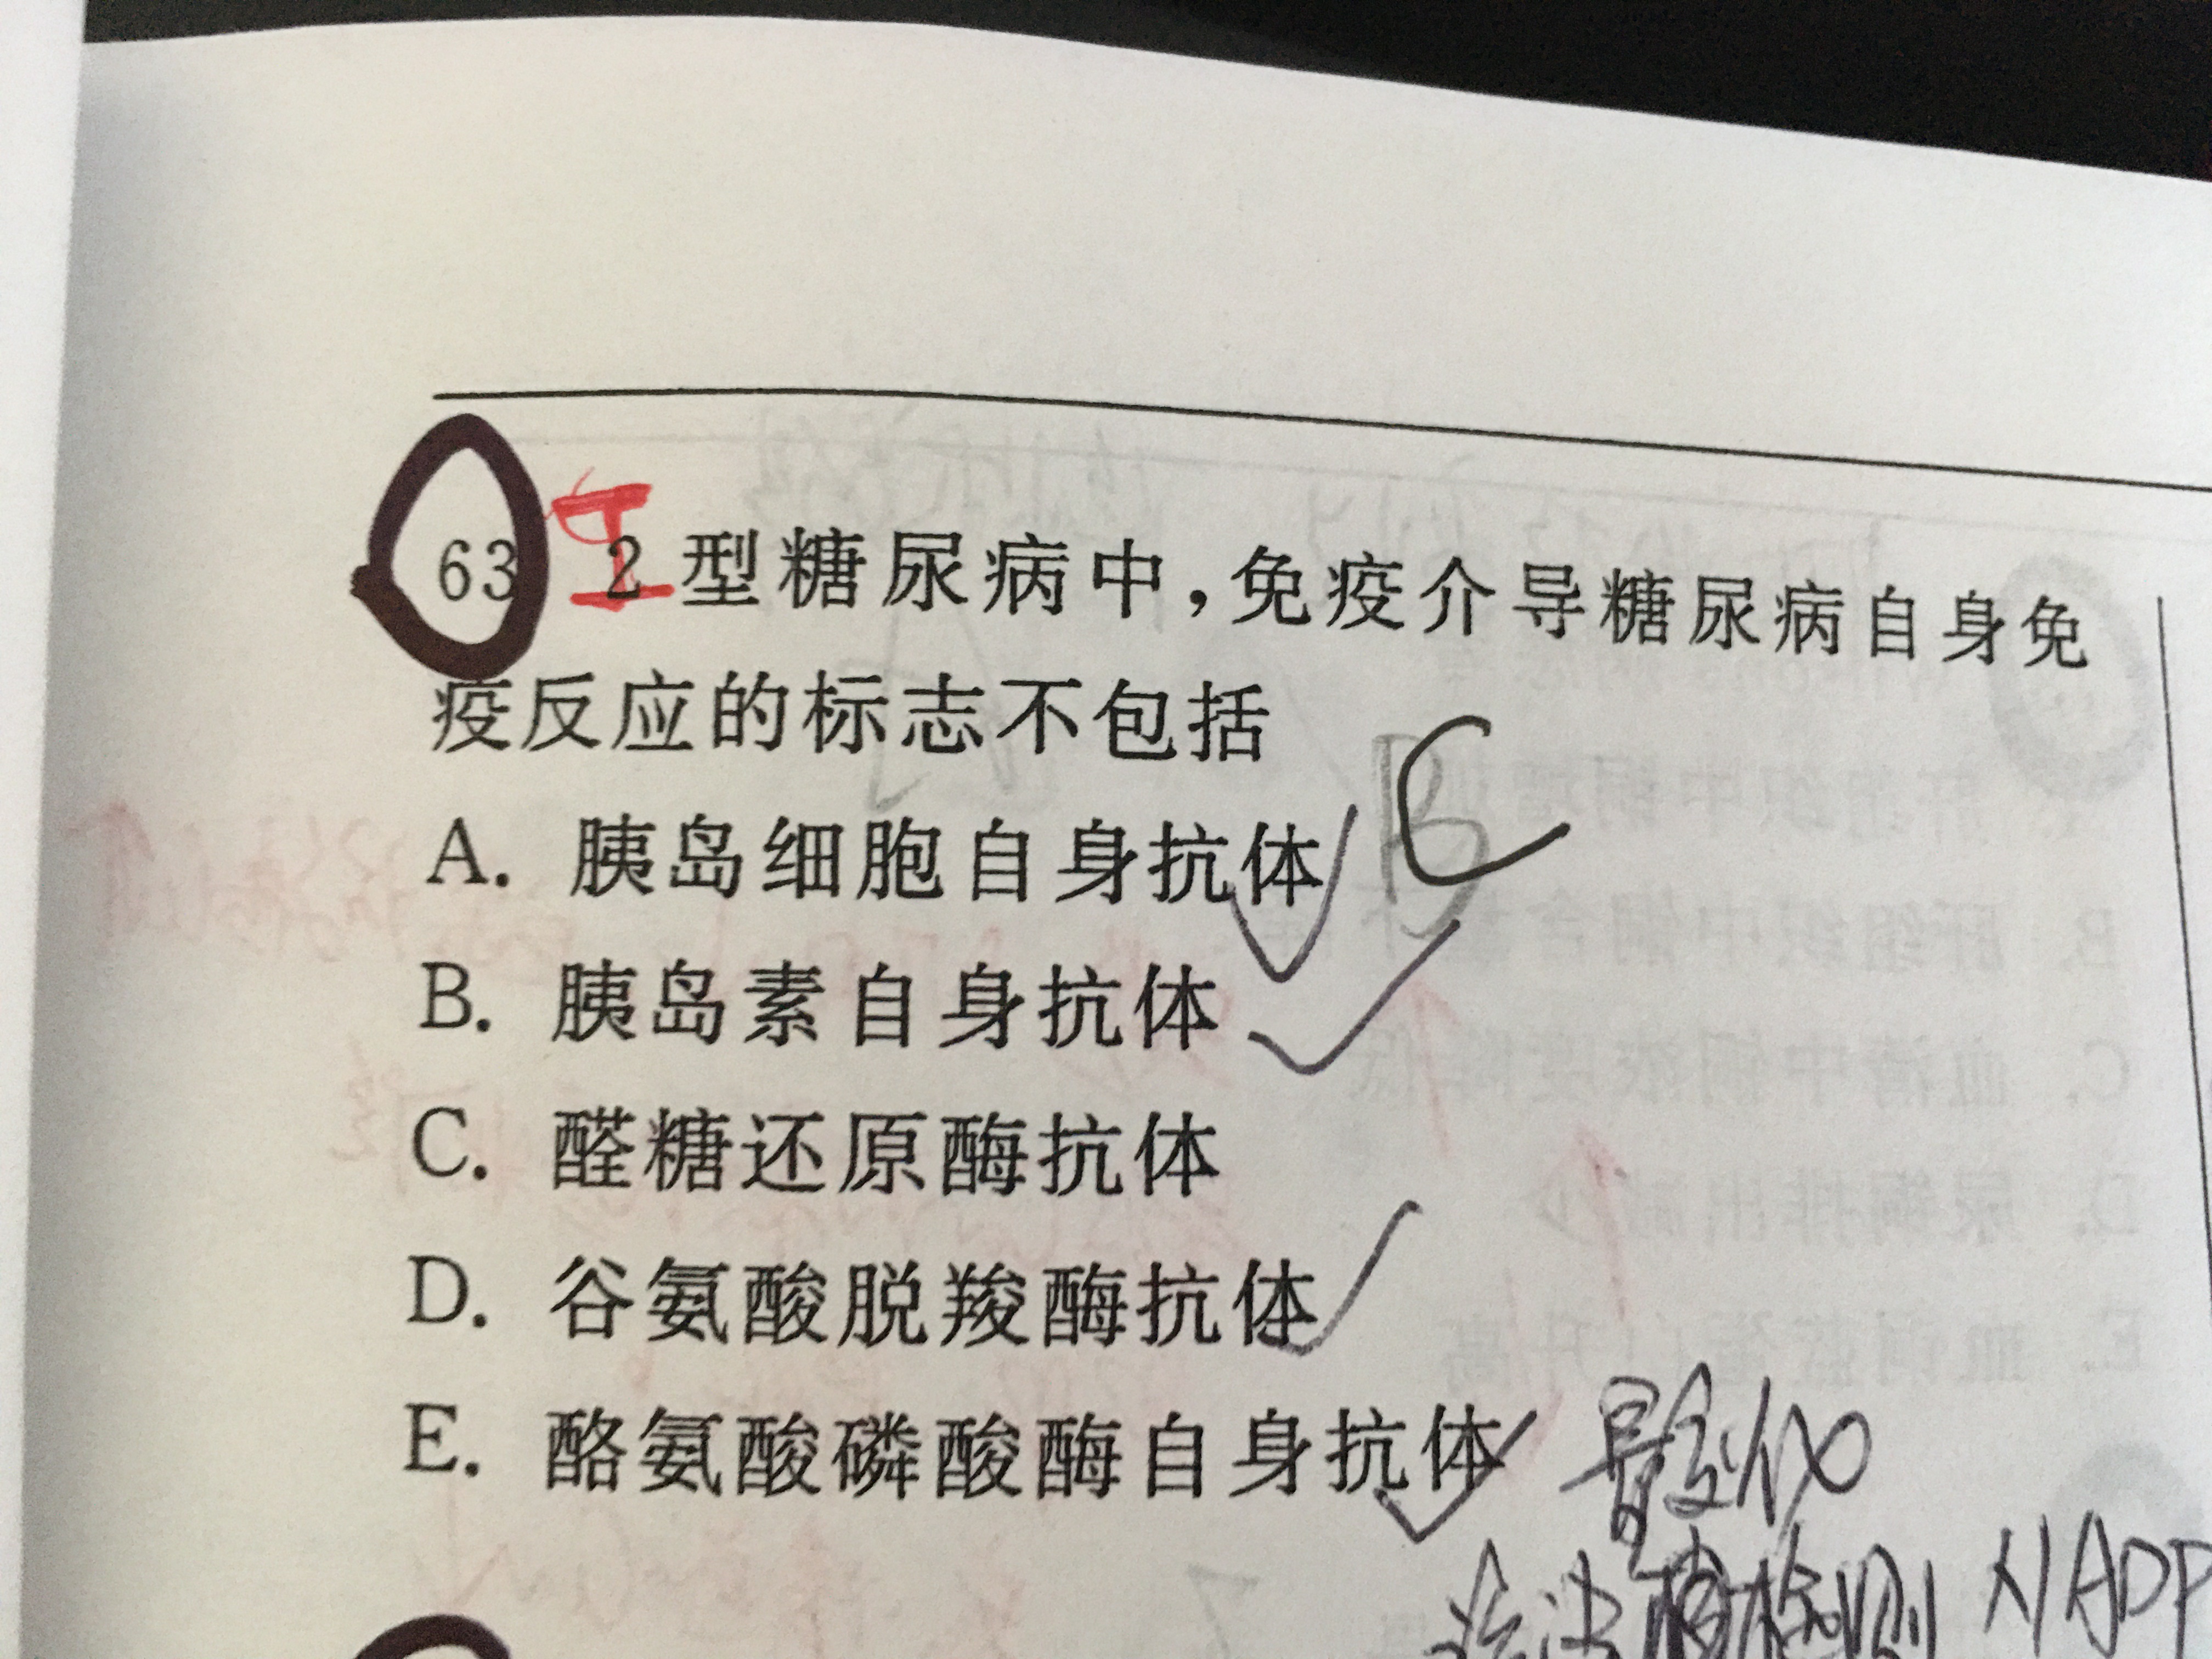 63 2型糖尿病中,免疫介导糖尿病自身免
I
疫反应的标志不包括
A. 胰岛细胞自身抗体
C
B. 胰岛素自身抗体
C. 醛糖还原酶抗体
D. 谷氨酸脱羧酶抗体
E. 酪氨酸磷酸酶自身抗体
NADP